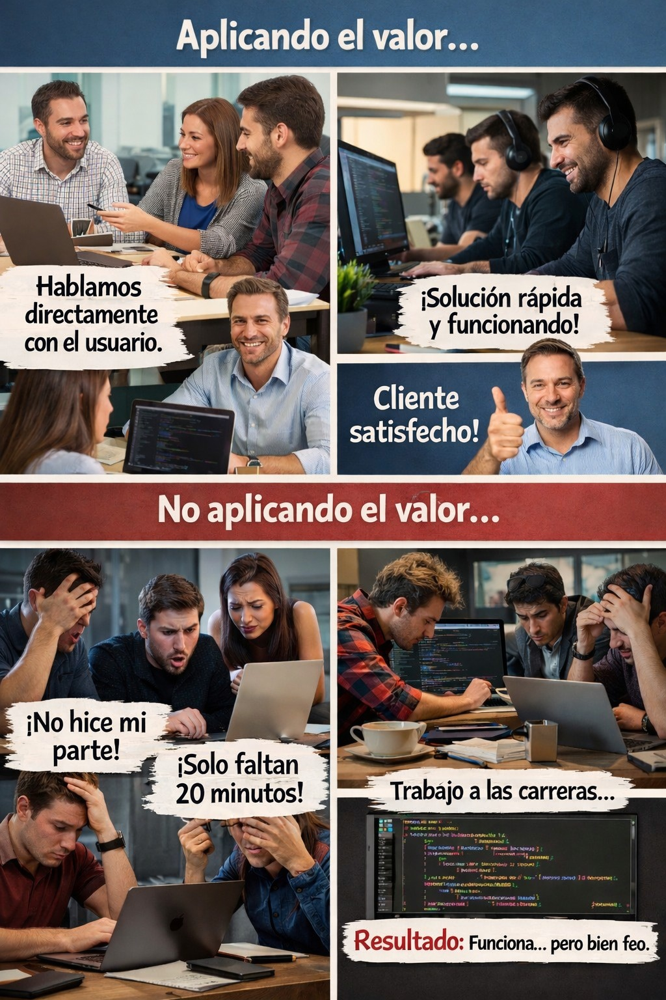 Aplicando el valor...
Hablamos
directamente
con el usuario.
¡Solución rápida
y funcionando!
Cliente
satisfecho!
No aplicando el valor...
¡No hice mi
parte!
¡Solo faltan
20 minutos!
Trabajo a las carreras...
Resultado: Funciona... pero bien feo.